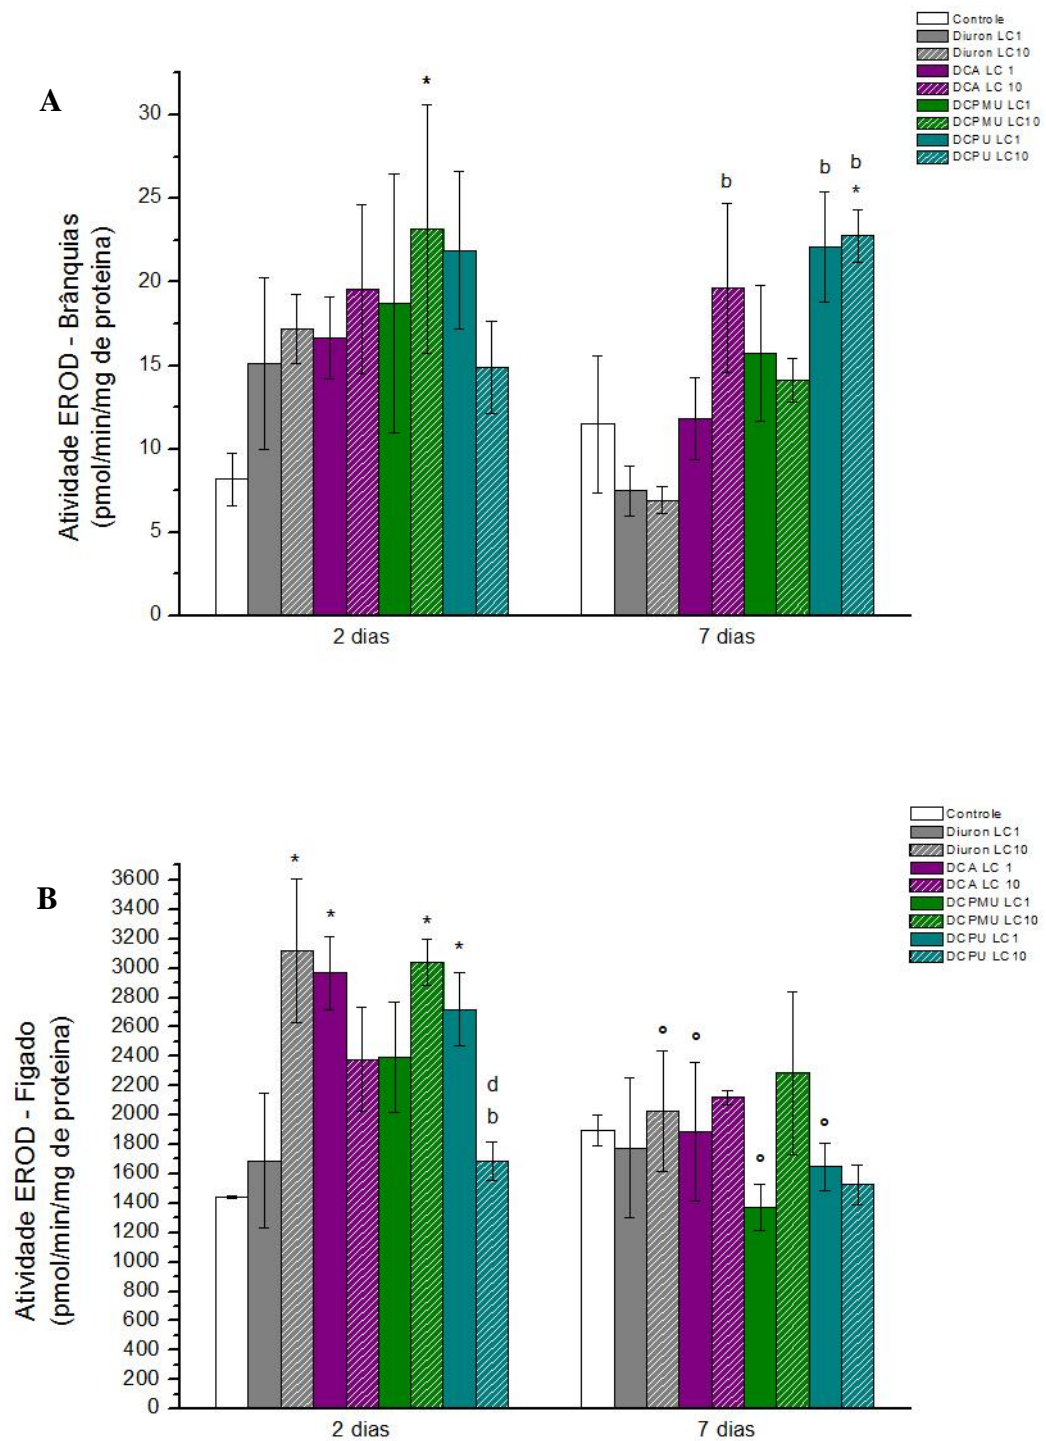 A
Controle
Diuron LC1
Diuron LC10
DCA LC 1
DCA LC 10
DCPMU LC1
DCPMU LC10
DCPU LC1
DCPU LC10
Atividade EROD - Brânquias
(pmol/min/mg de proteina)
30
25
20
15
10
5
0
*
b
b
b
*
2 dias
7 dias
B
Controle
Diuron LC1
Diuron LC10
DCA LC 1
DCA LC 10
DCPMU LC1
DCPMU LC10
DCPU LC1
DCPU LC10
Atividade EROD - Figado
(pmol/min/mg de proteina)
3600
3400
3200
3000
2800
2600
2400
2200
2000
1800
1600
1400
1200
1000
800
600
400
200
0
*
*
*
*
d
b
°
°
°
°
2 dias
7 dias